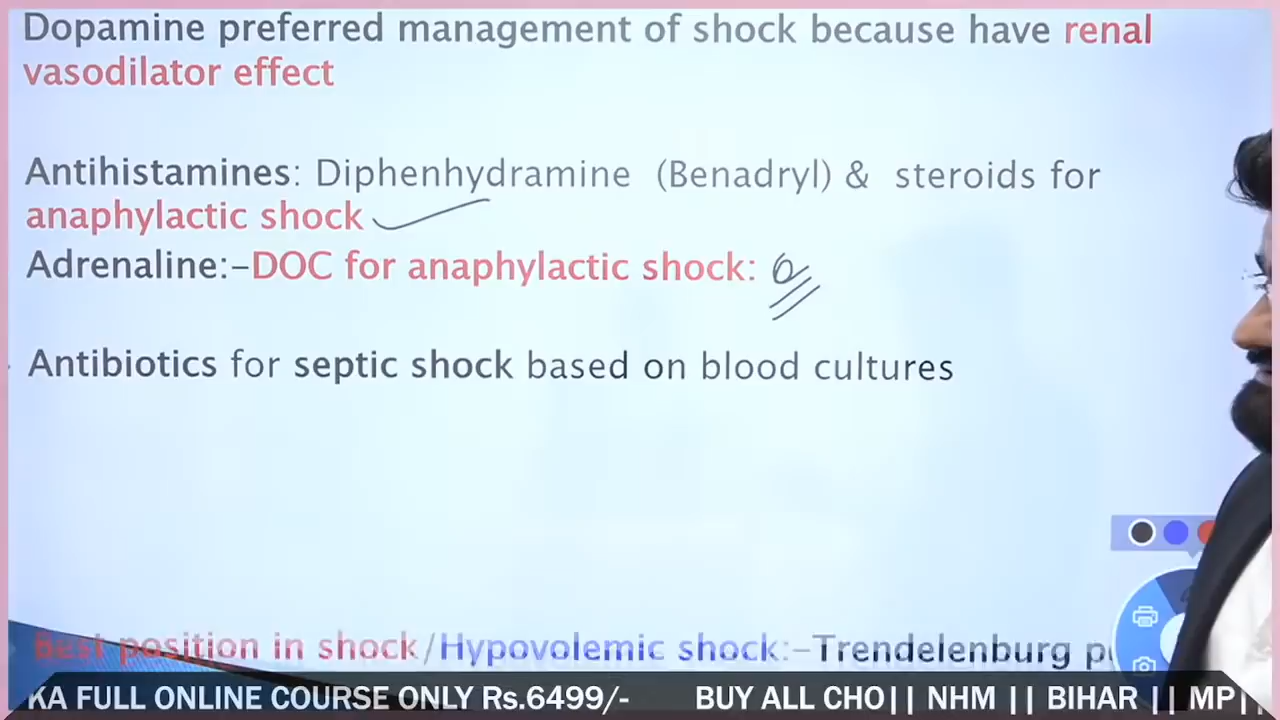 Dopamine preferred management of shock because have renal
vasodilator effect
Antihistamines: Diphenhydramine (Benadryl) & steroids for
anaphylactic shock
Adrenaline:-DOC for anaphylactic shock:
Antibiotics for septic shock based on blood cultures
Best position in shock/Hypovolemic shock:-Trendelenburg
KA FULL ONLINE COURSE ONLY Rs.6499/- BUY ALL CHO|| NHM || BIHAR || MP||